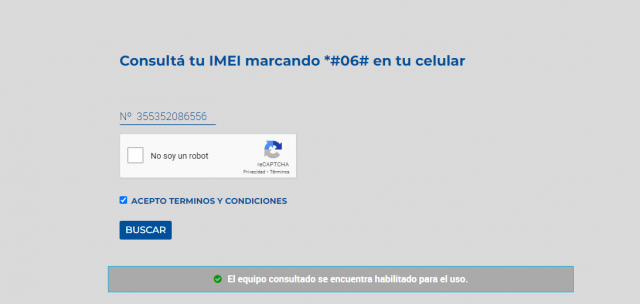 Consultá tu IMEI marcando *#06# en tu celular
Nº 355352086556
No soy un robot
reCAPTCHA
Privacidad - Términos
ACEPTO TERMINOS Y CONDICIONES
BUSCAR
El equipo consultado se encuentra habilitado para el uso.